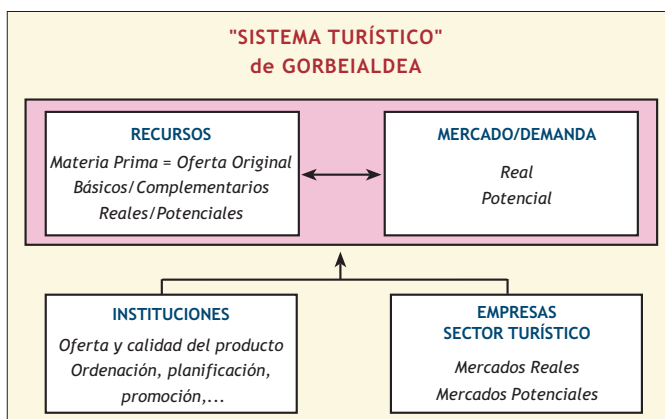 "SISTEMA TURÍSTICO"
de GORBEIALDEA
RECURSOS
Materia Prima = Oferta Original
Básicos/Complementarios
Reales/Potenciales
MERCADO/DEMANDA
Real
Potencial
INSTITUCIONES
Oferta y calidad del producto
Ordenación, planificación,
promoción,...
EMPRESAS
SECTOR TURÍSTICO
Mercados Reales
Mercados Potenciales